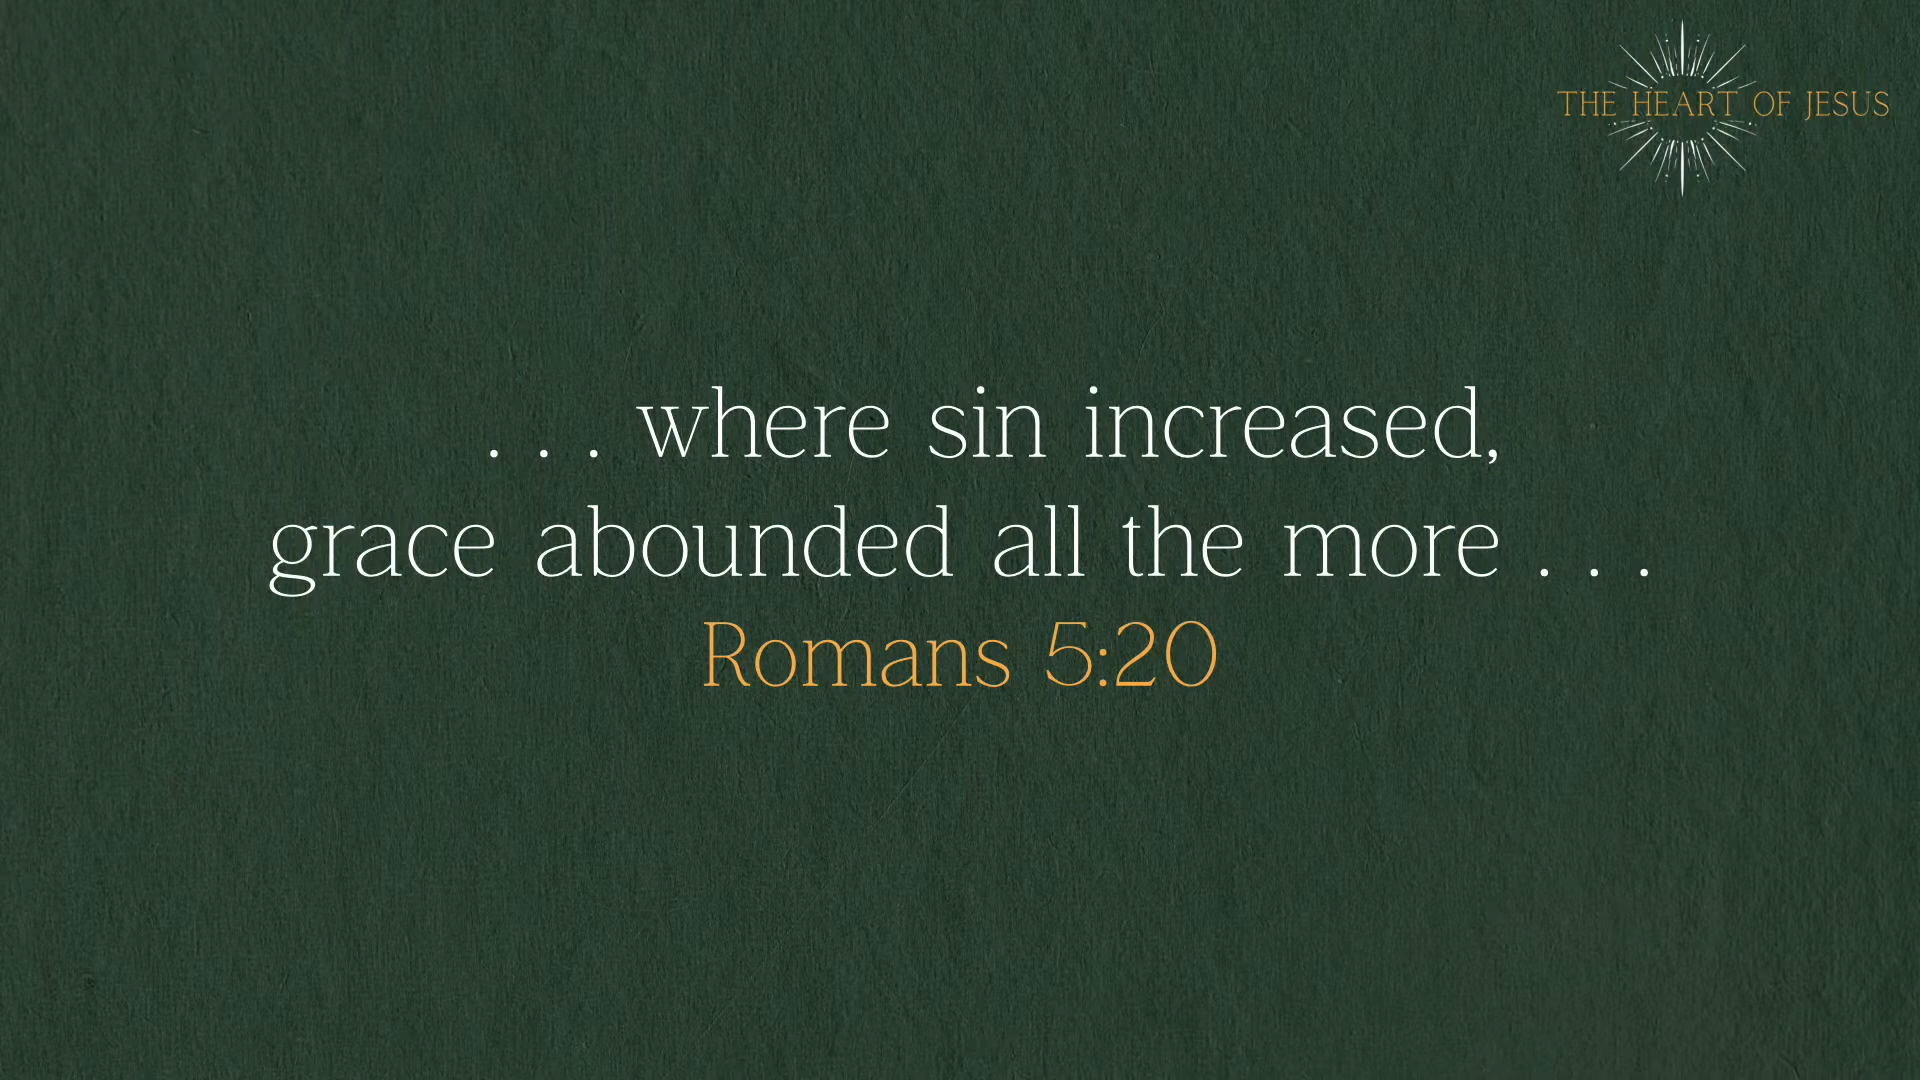 THE HEART OF JESUS
. . . where sin increased,
grace abounded all the more . . .
Romans 5:20